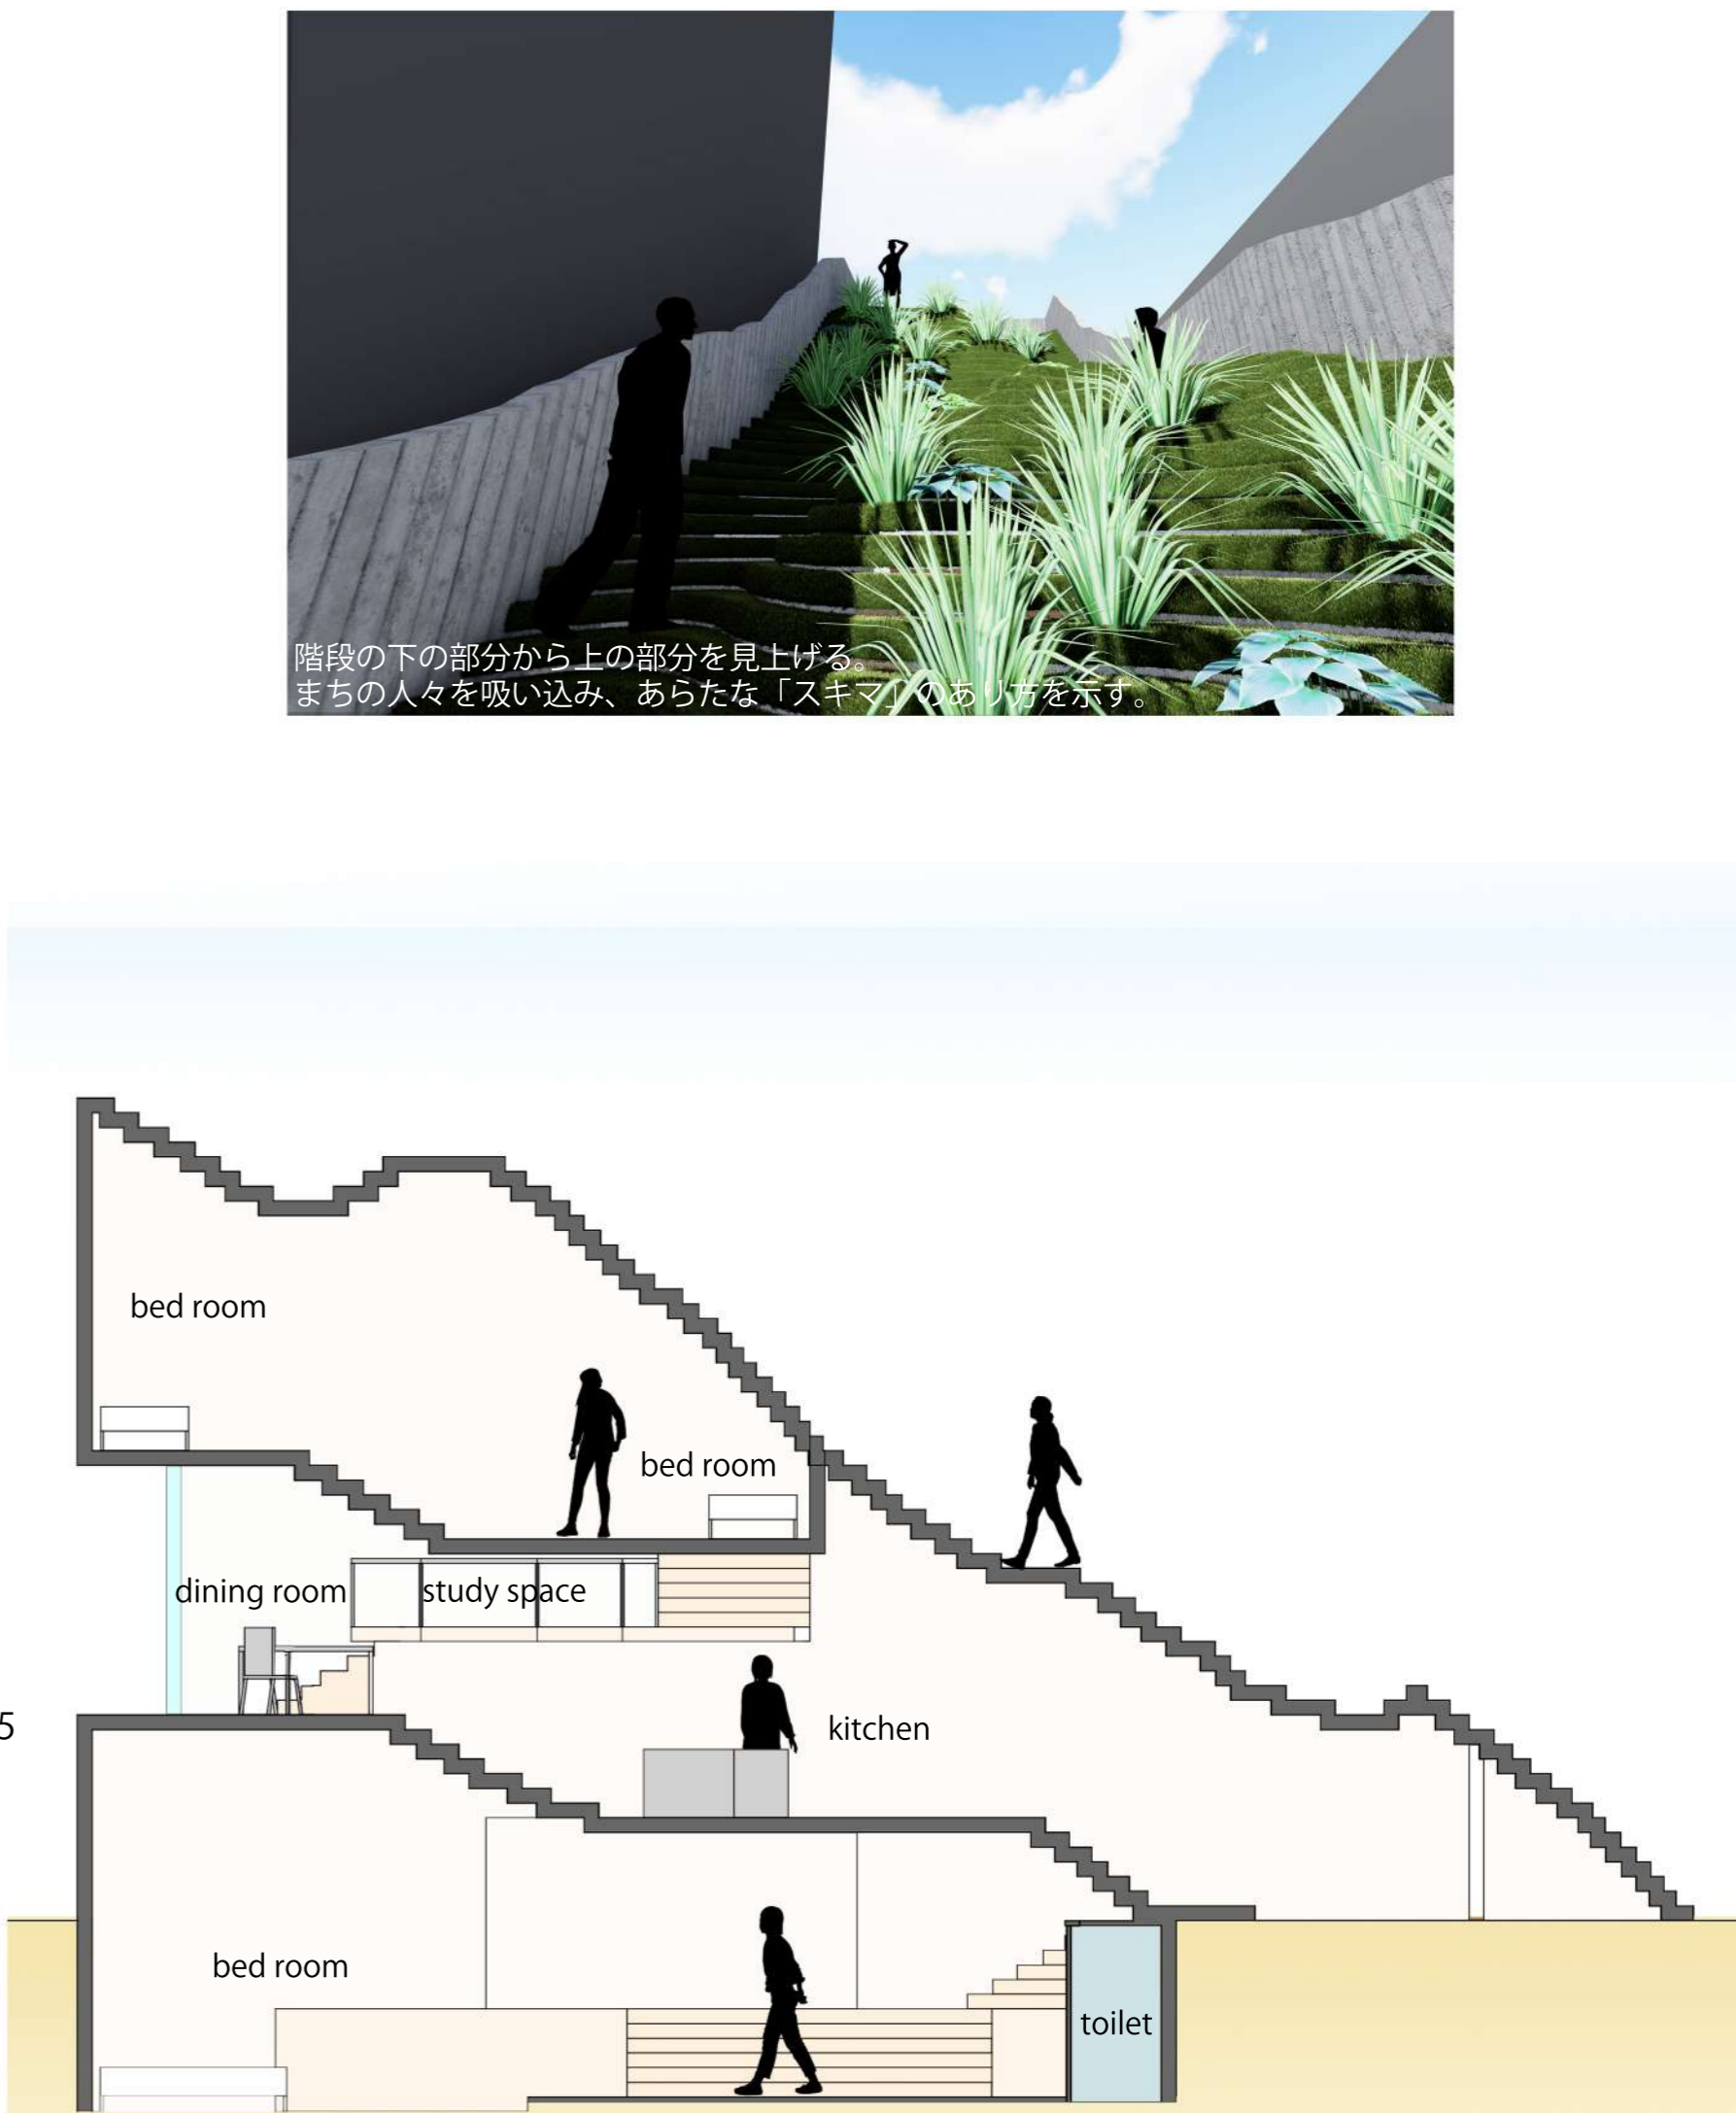 階段の下の部分から上の部分を見上げる。
まちの人々を吸い込み、あらたな「スキマ」のあり方を示す。
bed room
bed room
dining room
study space
5
kitchen
bed room
toilet